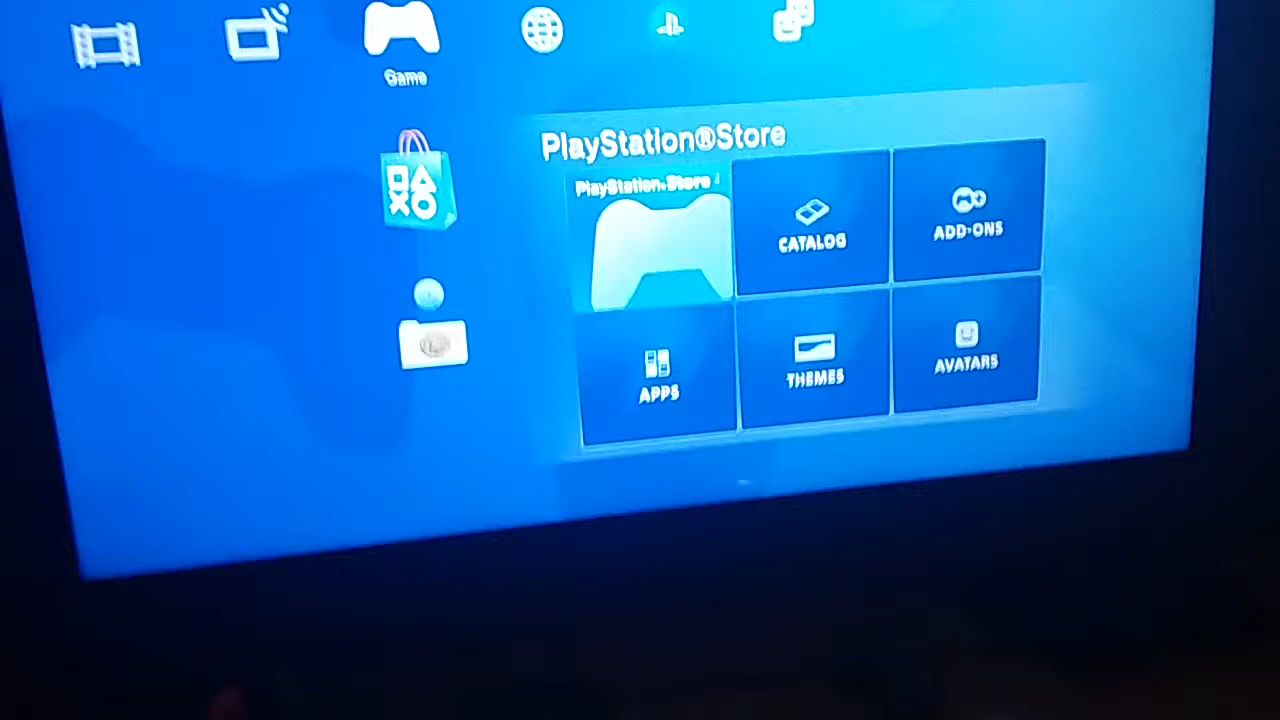 Game
PlayStation®Store
PlayStation®Store
CATALOG
ADD-ONS
APPS
THEMES
AVATARS